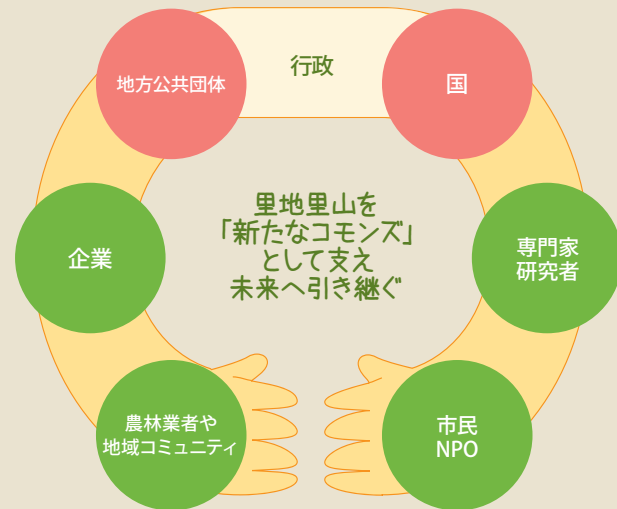 地方公共団体
行政
国
里地里山を
「新たなコモンズ」
として支え
未来へ引き継ぐ
企業
専門家
研究者
農林業者や
地域コミュニティ
市民
NPO